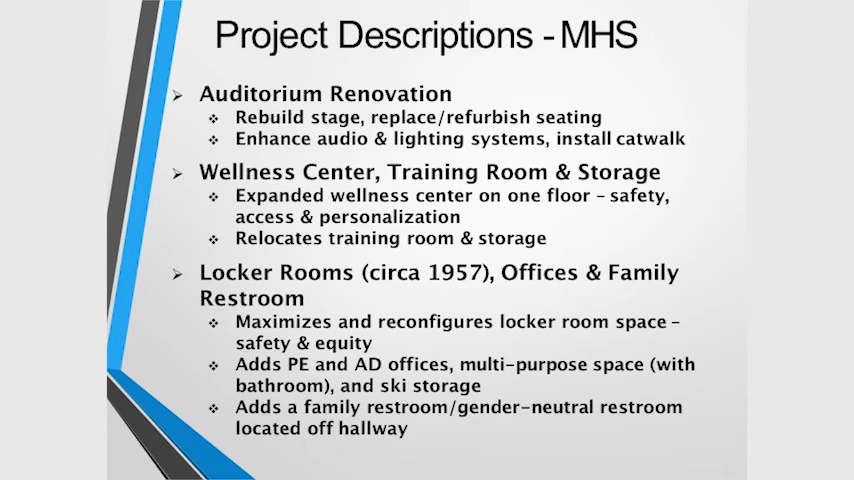 Project Descriptions - MHS
Auditorium Renovation
Rebuild stage, replace/refurbish seating
Enhance audio & lighting systems, install catwalk
Wellness Center, Training Room & Storage
Expanded wellness center on one floor – safety,
access & personalization
Relocates training room & storage
Locker Rooms (circa 1957), Offices & Family
Restroom
Maximizes and reconfigures locker room space –
safety & equity
Adds PE and AD offices, multi-purpose space (with
bathroom), and ski storage
Adds a family restroom/gender-neutral restroom
located off hallway